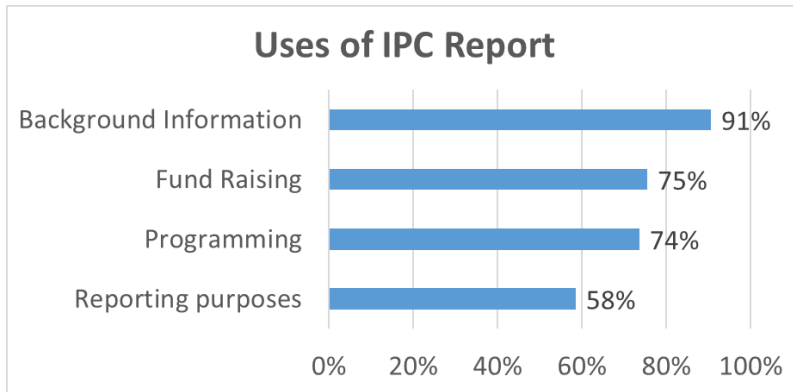 Uses of IPC Report
Background Information 91%
Fund Raising 75%
Programming 74%
Reporting purposes 58%
0% 20% 40% 60% 80% 100%